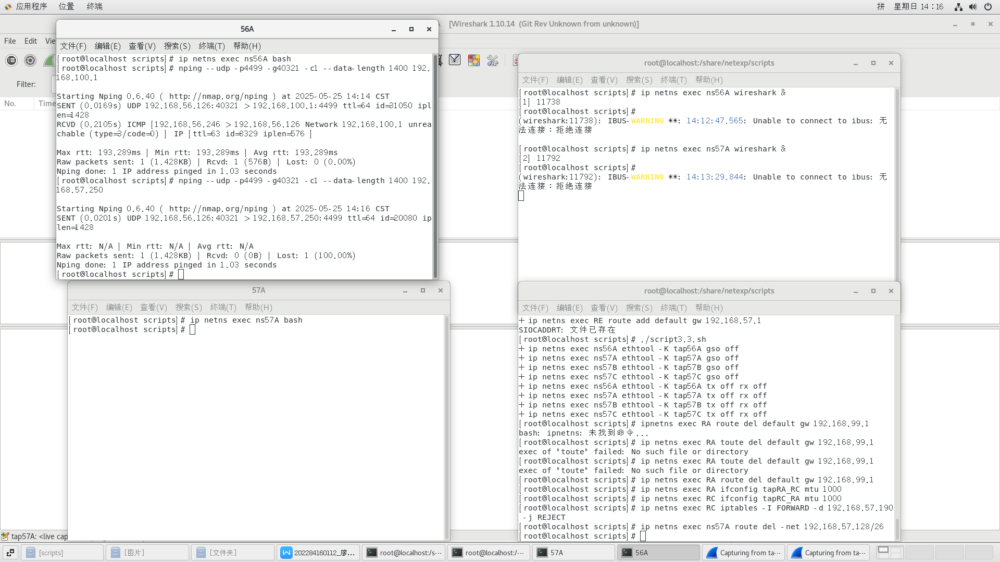 应用程序 位置 终端 拼 星期日 14:16
[Wireshark 1.10.14 (Git Rev Unknown from unknown)]
File Edit
Filter:
No. Time
56A
文件(F) 编辑(E) 查看(V) 搜索(S) 终端(T) 帮助(H)
[root@localhost scripts]# ip netns exec ns56A bash
[root@localhost scripts]# nping --udp -p4499 -g40321 -c1 --data-length 1400 192.
168.100.1
Starting Nping 0.6.40 ( http://nmap.org/nping ) at 2025-05-25 14:14 CST
SENT (0.0169s) UDP 192.168.56.126:40321 > 192.168.100.1:4499 ttl=64 id=31050 ipl
en=1428
RCVD (0.2105s) ICMP [192.168.56.246 > 192.168.56.126 Network 192.168.100.1 unrea
chable (type=3/code=0) ] IP [ttl=63 id=8329 iplen=576 ]
Max rtt: 193.289ms | Min rtt: 193.289ms | Avg rtt: 193.289ms
Raw packets sent: 1 (1.428KB) | Rcvd: 1 (576B) | Lost: 0 (0.00%)
Nping done: 1 IP address pinged in 1.03 seconds
[root@localhost scripts]# nping --udp -p4499 -g40321 -c1 --data-length 1400 192.
168.57.250
Starting Nping 0.6.40 ( http://nmap.org/nping ) at 2025-05-25 14:16 CST
SENT (0.0201s) UDP 192.168.56.126:40321 > 192.168.57.250:4499 ttl=64 id=20080 ip
len=1428
Max rtt: N/A | Min rtt: N/A | Avg rtt: N/A
Raw packets sent: 1 (1.428KB) | Rcvd: 0 (0B) | Lost: 1 (100.00%)
Nping done: 1 IP address pinged in 1.03 seconds
[root@localhost scripts]#
root@localhost:/share/netexp/scripts
文件(F) 编辑(E) 查看(V) 搜索(S) 终端(T) 帮助(H)
[root@localhost scripts]# ip netns exec ns56A wireshark &
[1] 11738
[root@localhost scripts]#
(wireshark:11738): IBUS-WARNING **: 14:12:47.565: Unable to connect to ibus: 无
法连接：拒绝连接
[root@localhost scripts]# ip netns exec ns57A wireshark &
[2] 11792
[root@localhost scripts]#
(wireshark:11792): IBUS-WARNING **: 14:13:29.844: Unable to connect to ibus: 无
法连接：拒绝连接
57A
文件(F) 编辑(E) 查看(V) 搜索(S) 终端(T) 帮助(H)
[root@localhost scripts]# ip netns exec ns57A bash
[root@localhost scripts]#
root@localhost:/share/netexp/scripts
文件(F) 编辑(E) 查看(V) 搜索(S) 终端(T) 帮助(H)
+ ip netns exec RE route add default gw 192.168.57.1
SIOCADDRT: 文件已存在
[root@localhost scripts]# ./script3.3.sh
+ ip netns exec ns56A ethtool -K tap56A gso off
+ ip netns exec ns57A ethtool -K tap57A gso off
+ ip netns exec ns57B ethtool -K tap57B gso off
+ ip netns exec ns57C ethtool -K tap57C gso off
+ ip netns exec ns56A ethtool -K tap56A tx off rx off
+ ip netns exec ns57A ethtool -K tap57A tx off rx off
+ ip netns exec ns57B ethtool -K tap57B tx off rx off
+ ip netns exec ns57C ethtool -K tap57C tx off rx off
[root@localhost scripts]# ipnetns exec RA route del default gw 192.168.99.1
bash: ipnetns: 未找到命令...
[root@localhost scripts]# ip netns exec RA toute del default gw 192.168.99.1
exec of "toute" failed: No such file or directory
[root@localhost scripts]# ip netns exec RA toute del default gw 192.168.99.1
exec of "toute" failed: No such file or directory
[root@localhost scripts]# ip netns exec RA route del default gw 192.168.99.1
[root@localhost scripts]# ip netns exec RA ifconfig tapRA_RC mtu 1000
[root@localhost scripts]# ip netns exec RC ifconfig tapRC_RA mtu 1000
[root@localhost scripts]# ip netns exec RC iptables -I FORWARD -d 192.168.57.190
-j REJECT
[root@localhost scripts]# ip netns exec ns57A route del -net 192.168.57.128/26
[root@localhost scripts]#
tap57A: <live cap
[scripts] [图片] [文件夹] 202284160112_廖... root@localhost:/s... root@localhost:/... 57A 56A Capturing from ta... Capturing from ta...